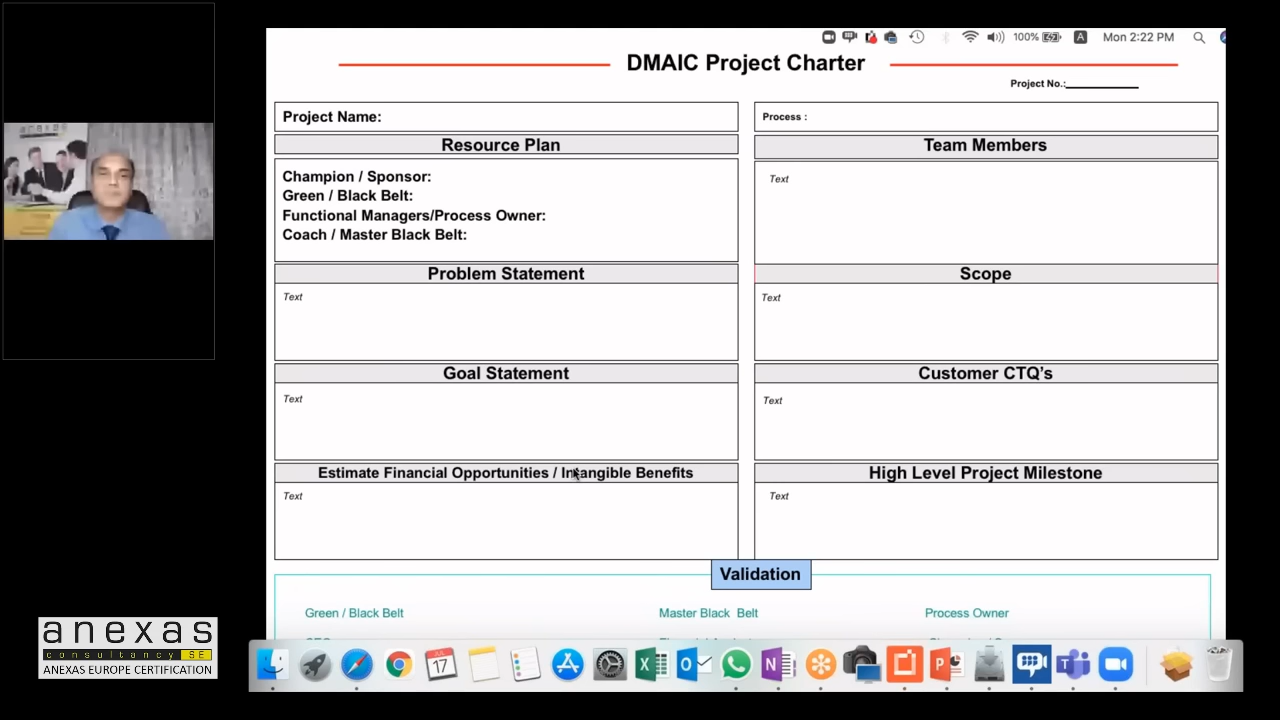 100%
A
Mon 2:22 PM
DMAIC Project Charter
Project No.:
Project Name:
Process :
Resource Plan
Team Members
Champion / Sponsor:
Green / Black Belt:
Functional Managers/Process Owner:
Coach / Master Black Belt:
Text
Problem Statement
Scope
Text
Text
Goal Statement
Customer CTQ's
Text
Text
Estimate Financial Opportunities / Intangible Benefits
High Level Project Milestone
Text
Text
Validation
Green / Black Belt
Master Black Belt
Process Owner
anexas
consultancy SE
ANEXAS EUROPE CERTIFICATION
JUL
17